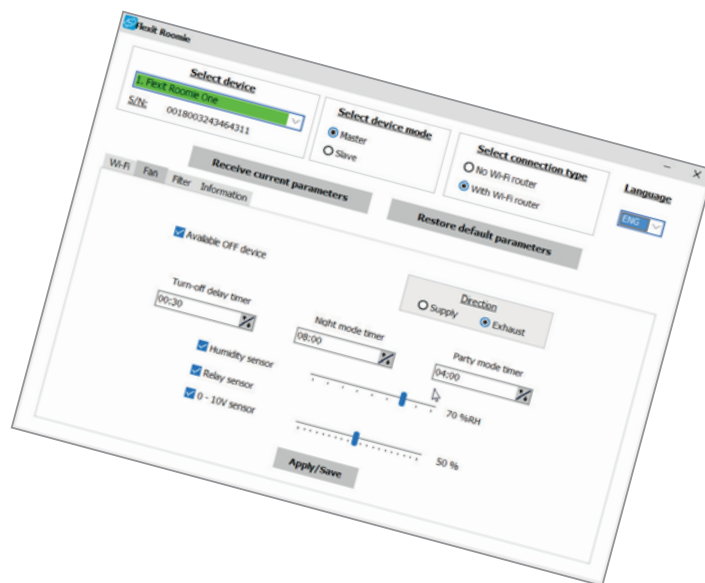 Flexit Roomie
Select device
1. Flexit Roomie One
S/N: 0018003243464311
Select device mode
Master
Slave
Select connection type
No Wi-Fi router
With Wi-Fi router
Language
ENG
Receive current parameters
Restore default parameters
Wi-Fi Fan Filter Information
Available OFF device
Direction
Supply Exhaust
Turn-off delay timer
00:30
Night mode timer
08:00
Party mode timer
04:00
Humidity sensor
70 %RH
Relay sensor
0 - 10V sensor
50 %
Apply/Save